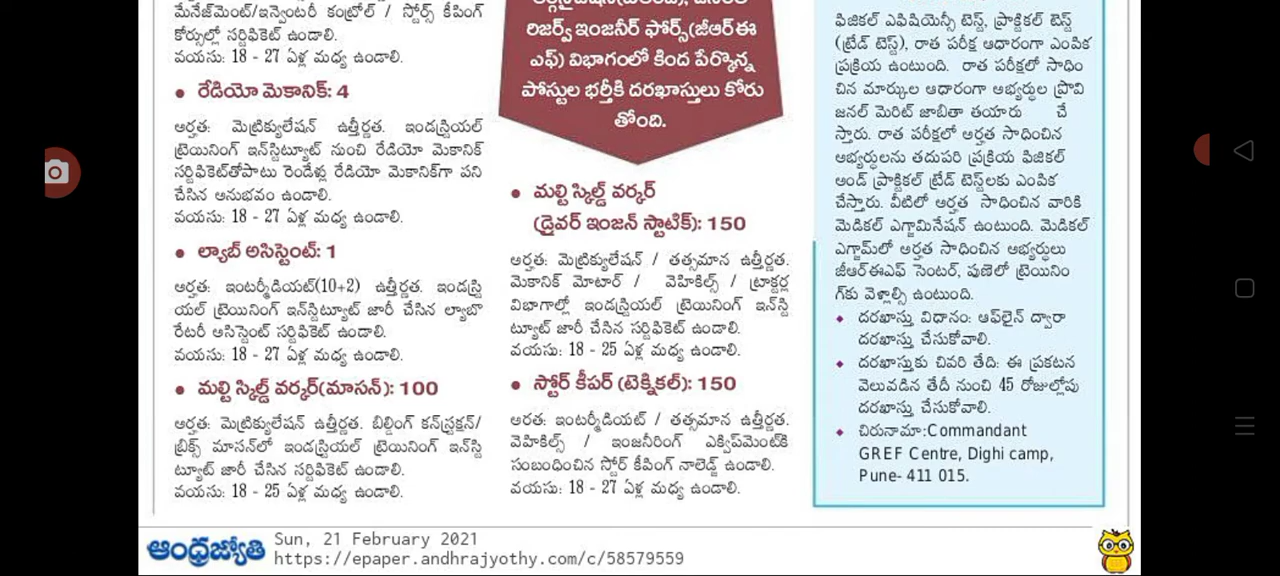 మేనేజ్‌మెంట్/ఇన్వెంటరీ కంట్రోల్ / స్టోర్స్ కీపింగ్
కోర్సుల్లో సర్టిఫికెట్ ఉండాలి.
వయసు: 18 - 27 ఏళ్ల మధ్య ఉండాలి.
• రేడియో మెకానిక్: 4
అర్హత: మెట్రిక్యులేషన్ ఉత్తీర్ణత. ఇండస్ట్రియల్
ట్రెయినింగ్ ఇన్‌స్టిట్యూట్ నుంచి రేడియో మెకానిక్
సర్టిఫికెట్‌తోపాటు రెండేళ్లు రేడియో మెకానిక్‌గా పని
చేసిన అనుభవం ఉండాలి.
వయసు: 18 - 27 ఏళ్ల మధ్య ఉండాలి.
• ల్యాబ్ అసిస్టెంట్: 1
అర్హత: ఇంటర్మీడియట్(10+2) ఉత్తీర్ణత. ఇండస్ట్రి
యల్ ట్రెయినింగ్ ఇన్‌స్టిట్యూట్ జారీ చేసిన ల్యాబొ
రేటరీ అసిస్టెంట్ సర్టిఫికెట్ ఉండాలి.
వయసు: 18 - 27 ఏళ్ల మధ్య ఉండాలి.
• మల్టి స్కిల్డ్ వర్కర్(మాసన్): 100
అర్హత: మెట్రిక్యులేషన్ ఉత్తీర్ణత. బిల్డింగ్ కన్‌స్ట్రక్షన్/
బ్రిక్స్ మాసన్‌లో ఇండస్ట్రియల్ ట్రెయినింగ్ ఇన్‌స్టి
ట్యూట్ జారీ చేసిన సర్టిఫికెట్ ఉండాలి.
వయసు: 18 - 25 ఏళ్ల మధ్య ఉండాలి.
రిజర్వ్ ఇంజనీర్ ఫోర్స్(జీఆర్ఈ
ఎఫ్) విభాగంలో కింద పేర్కొన్న
పోస్టుల భర్తీకి దరఖాస్తులు కోరు
తోంది.
• మల్టి స్కిల్డ్ వర్కర్
(డ్రైవర్ ఇంజన్ స్టాటిక్): 150
అర్హత: మెట్రిక్యులేషన్ / తత్సమాన ఉత్తీర్ణత.
మెకానిక్ మోటార్ / వెహికిల్స్ / ట్రాక్టర్ల
విభాగాల్లో ఇండస్ట్రియల్ ట్రెయినింగ్ ఇన్‌స్టి
ట్యూట్ జారీ చేసిన సర్టిఫికెట్ ఉండాలి.
వయసు: 18 - 25 ఏళ్ల మధ్య ఉండాలి.
• స్టోర్ కీపర్ (టెక్నికల్): 150
అరత: ఇంటర్మీడియట్ / తత్సమాన ఉత్తీర్ణత.
వెహికిల్స్ / ఇంజనీరింగ్ ఎక్విప్‌మెంట్‌కి
సంబంధించిన స్టోర్ కీపింగ్ నాలెడ్జ్ ఉండాలి.
వయసు: 18 - 27 ఏళ్ల మధ్య ఉండాలి.
ఫిజికల్ ఎఫిషియెన్సీ టెస్ట్, ప్రాక్టికల్ టెస్ట్
(ట్రేడ్ టెస్ట్), రాత పరీక్ష ఆధారంగా ఎంపిక
ప్రక్రియ ఉంటుంది. రాత పరీక్షలో సాధిం
చిన మార్కుల ఆధారంగా అభ్యర్థుల ప్రొవి
జనల్ మెరిట్ జాబితా తయారు చే
స్తారు. రాత పరీక్షలో అర్హత సాధించిన
అభ్యర్థులను తదుపరి ప్రక్రియ ఫిజికల్
అండ్ ప్రాక్టికల్ ట్రేడ్ టెస్ట్‌లకు ఎంపిక
చేస్తారు. వీటిలో అర్హత సాధించిన వారికి
మెడికల్ ఎగ్జామినేషన్ ఉంటుంది. మెడికల్
ఎగ్జామ్‌లో అర్హత సాధించిన అభ్యర్థులు
జీఆర్ఈఎఫ్ సెంటర్, పుణెలో ట్రెయినిం
గ్‌కు వెళ్లాల్సి ఉంటుంది.
♦ దరఖాస్తు విధానం: ఆఫ్‌లైన్ ద్వారా
దరఖాస్తు చేసుకోవాలి.
♦ దరఖాస్తుకు చివరి తేది: ఈ ప్రకటన
వెలువడిన తేదీ నుంచి 45 రోజుల్లోపు
దరఖాస్తు చేసుకోవాలి.
♦ చిరునామా:Commandant
GREF Centre, Dighi camp,
Pune- 411 015.
ఆంధ్రజ్యోతి
Sun, 21 February 2021
https://epaper.andhrajyothy.com/c/58579559